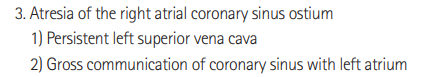 3. Atresia of the right atrial coronary sinus ostium
1) Persistent left superior vena cava
2) Gross communication of coronary sinus with left atrium